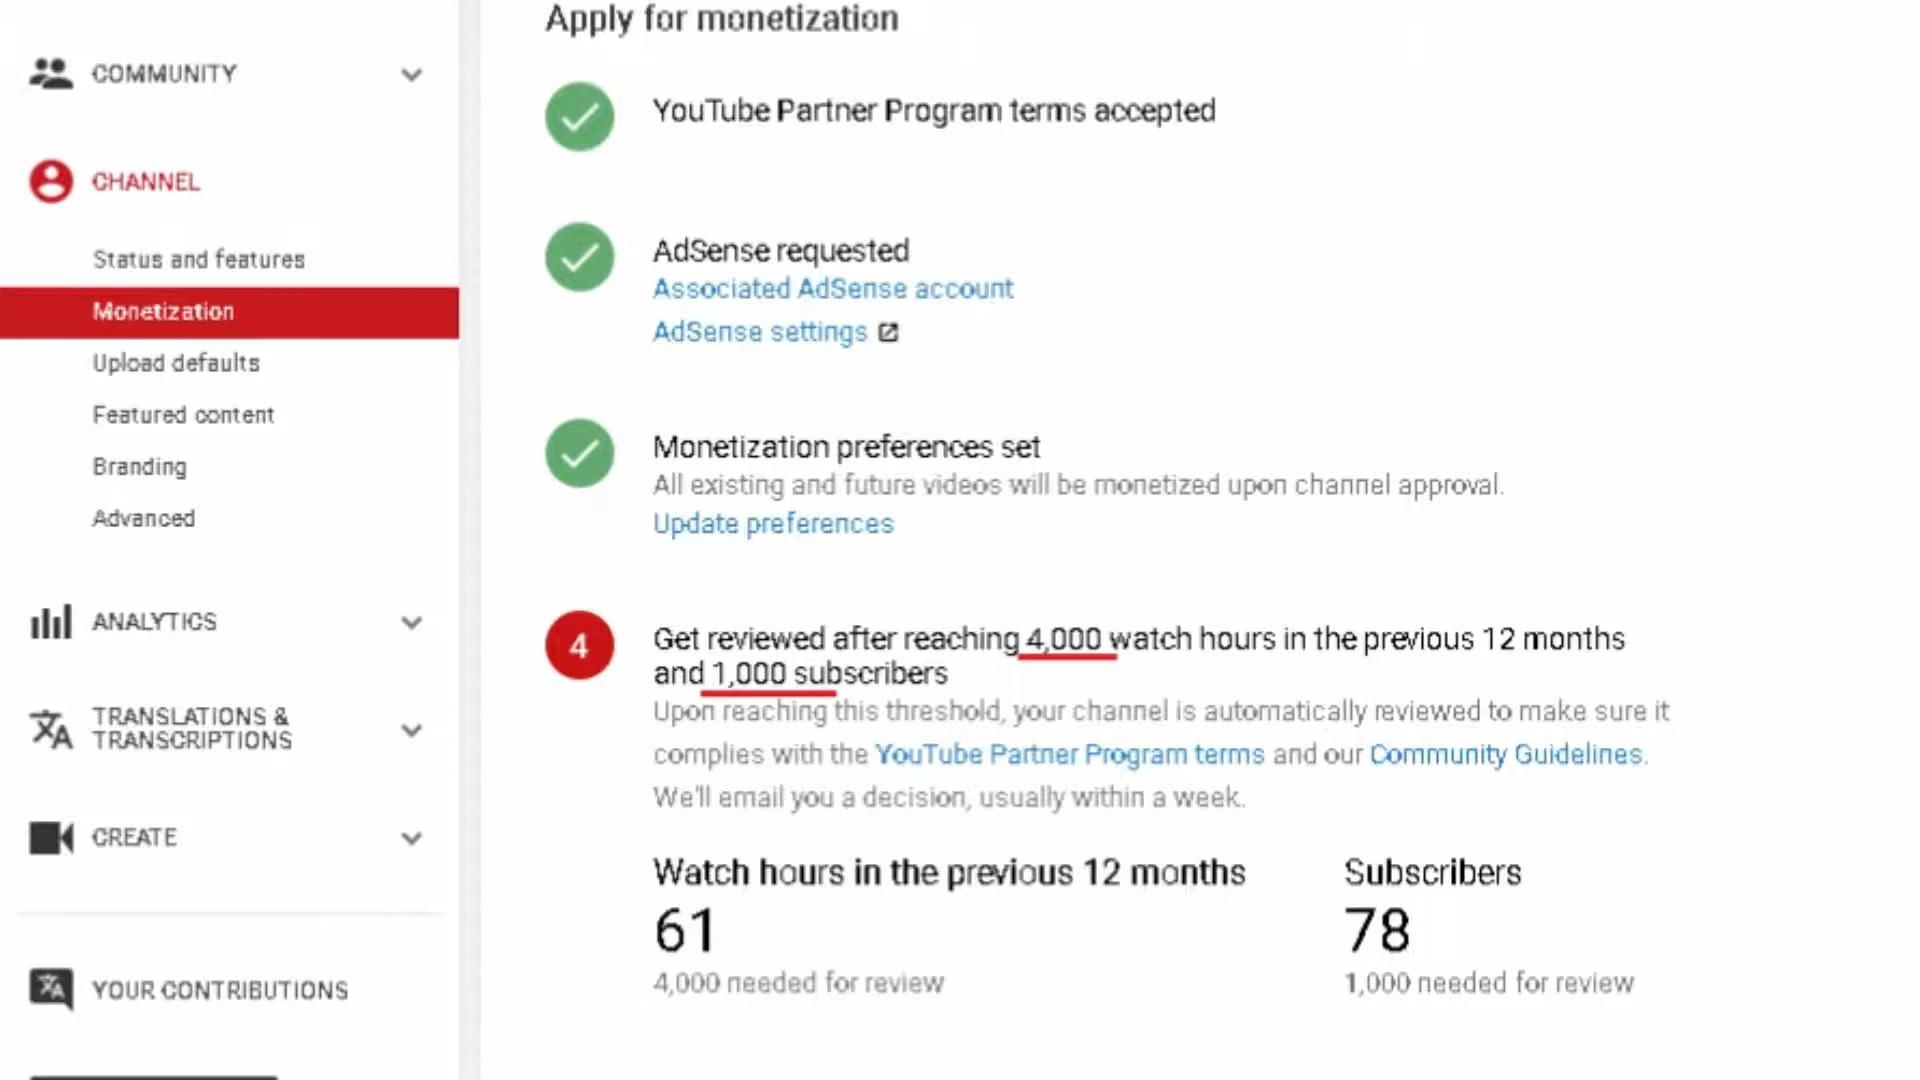 Apply for monetization
COMMUNITY
YouTube Partner Program terms accepted
CHANNEL
Status and features
Monetization
Upload defaults
Featured content
Branding
Advanced
AdSense requested
Associated AdSense account
AdSense settings
Monetization preferences set
All existing and future videos will be monetized upon channel approval.
Update preferences
ANALYTICS
TRANSLATIONS &
TRANSCRIPTIONS
CREATE
YOUR CONTRIBUTIONS
4
Get reviewed after reaching 4,000 watch hours in the previous 12 months
and 1,000 subscribers
Upon reaching this threshold, your channel is automatically reviewed to make sure it
complies with the YouTube Partner Program terms and our Community Guidelines.
We'll email you a decision, usually within a week.
Watch hours in the previous 12 months
61
4,000 needed for review
Subscribers
78
1,000 needed for review